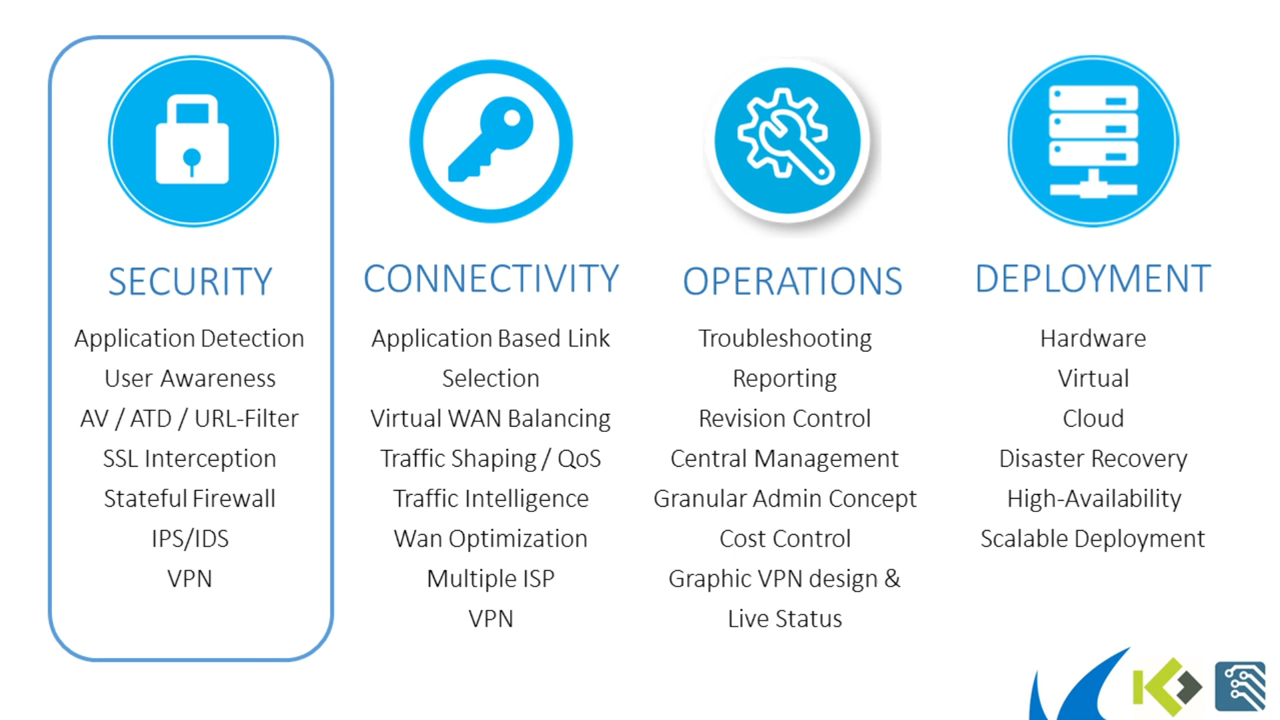 SECURITY
Application Detection
User Awareness
AV / ATD / URL-Filter
SSL Interception
Stateful Firewall
IPS/IDS
VPN
CONNECTIVITY
Application Based Link
Selection
Virtual WAN Balancing
Traffic Shaping / QoS
Traffic Intelligence
Wan Optimization
Multiple ISP
VPN
OPERATIONS
Troubleshooting
Reporting
Revision Control
Central Management
Granular Admin Concept
Cost Control
Graphic VPN design &
Live Status
DEPLOYMENT
Hardware
Virtual
Cloud
Disaster Recovery
High-Availability
Scalable Deployment